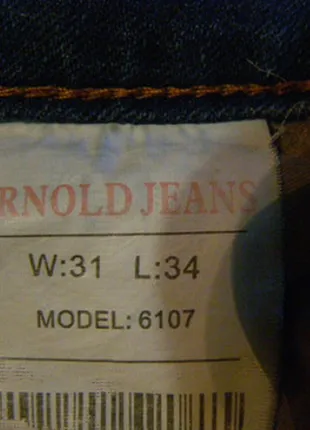 RNOLD JEANS
W:31 L:34
MODEL: 6107